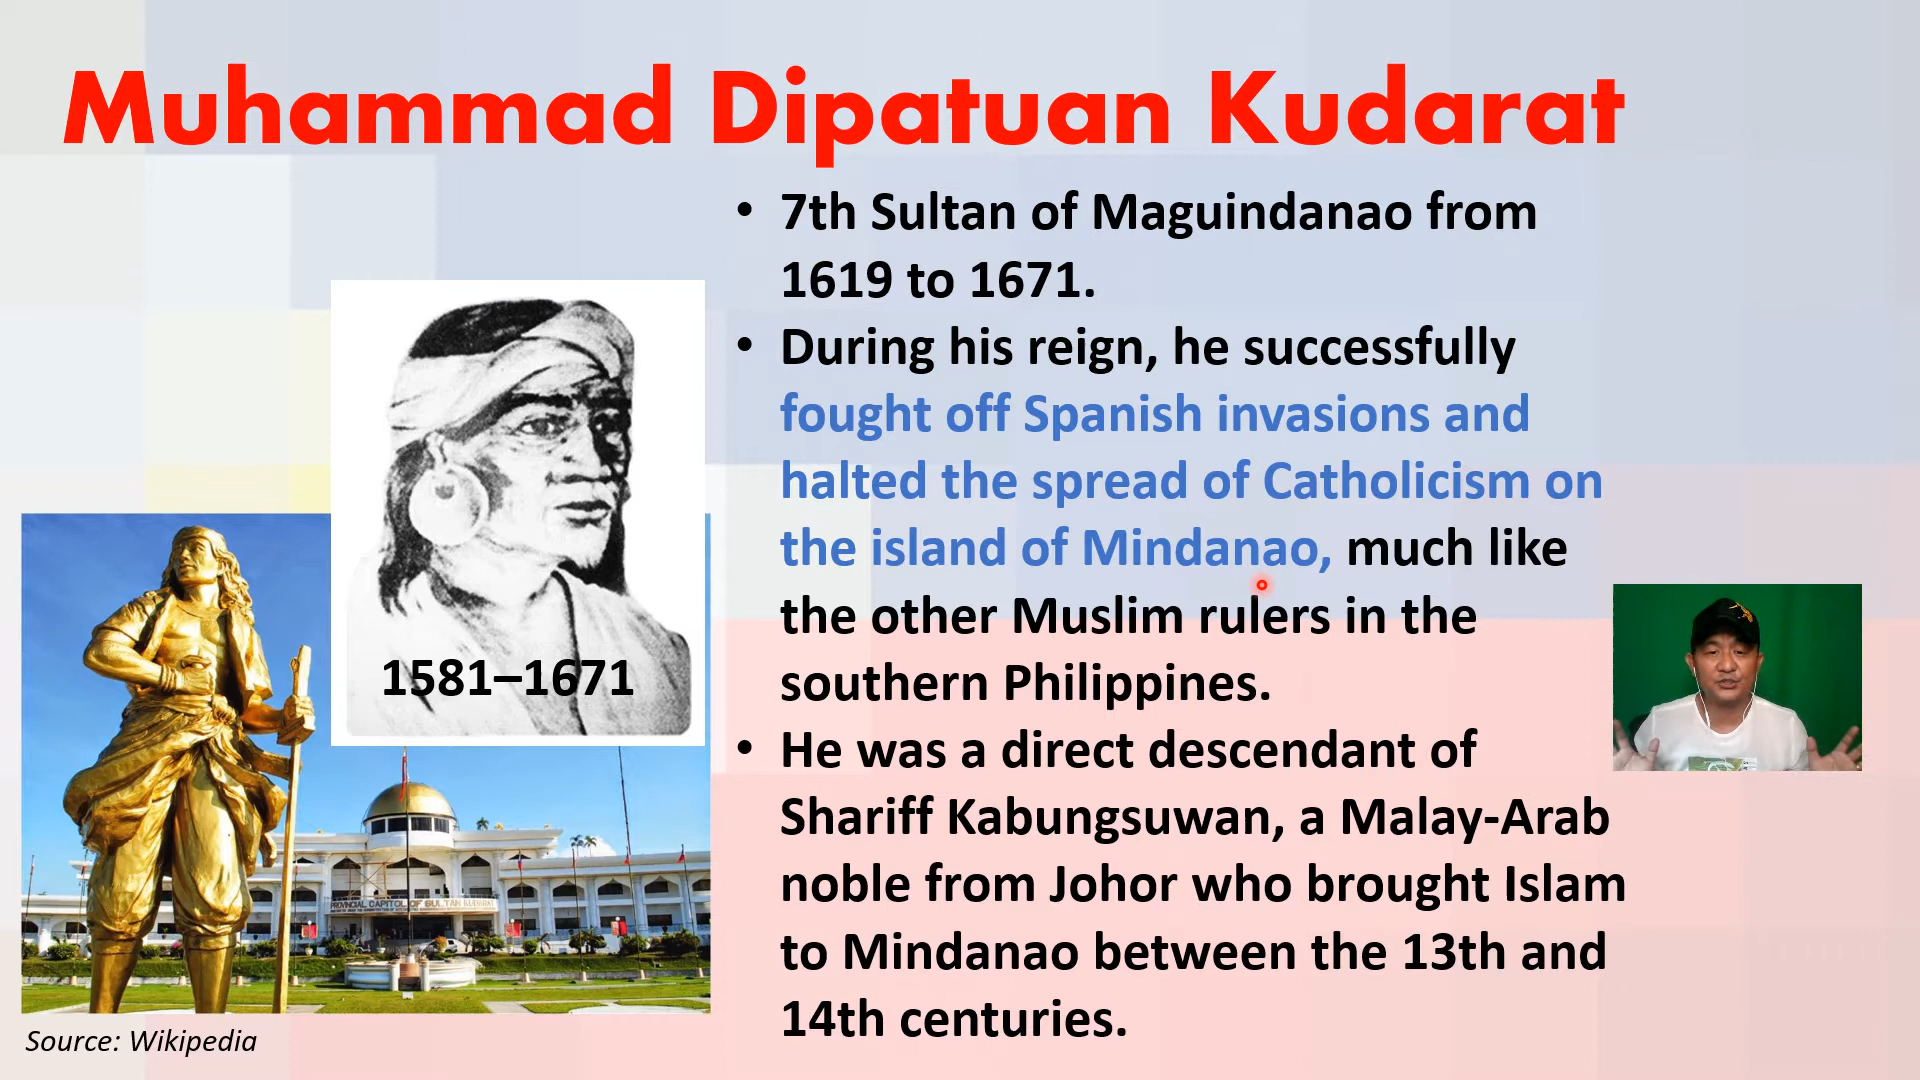 Muhammad Dipatuan Kudarat
• 7th Sultan of Maguindanao from
1619 to 1671.
• During his reign, he successfully
fought off Spanish invasions and
halted the spread of Catholicism on
the island of Mindanao, much like
the other Muslim rulers in the
southern Philippines.
• He was a direct descendant of
Shariff Kabungsuwan, a Malay-Arab
noble from Johor who brought Islam
to Mindanao between the 13th and
14th centuries.
1581–1671
PROVINCIAL CAPITOL OF SULTAN KUDARAT
Source: Wikipedia